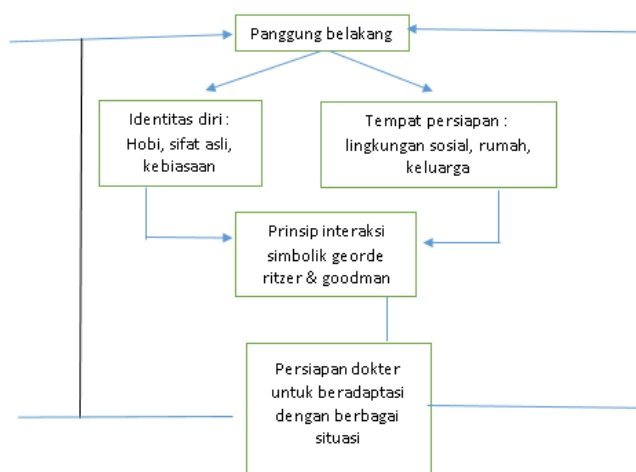 Panggung belakang
Identitas diri :
Hobi, sifat asli,
kebiasaan
Tempat persiapan :
lingkungan sosial, rumah,
keluarga
Prinsip interaksi
simbolik georde
ritzer & goodman
Persiapan dokter
untuk beradaptasi
dengan berbagai
situasi